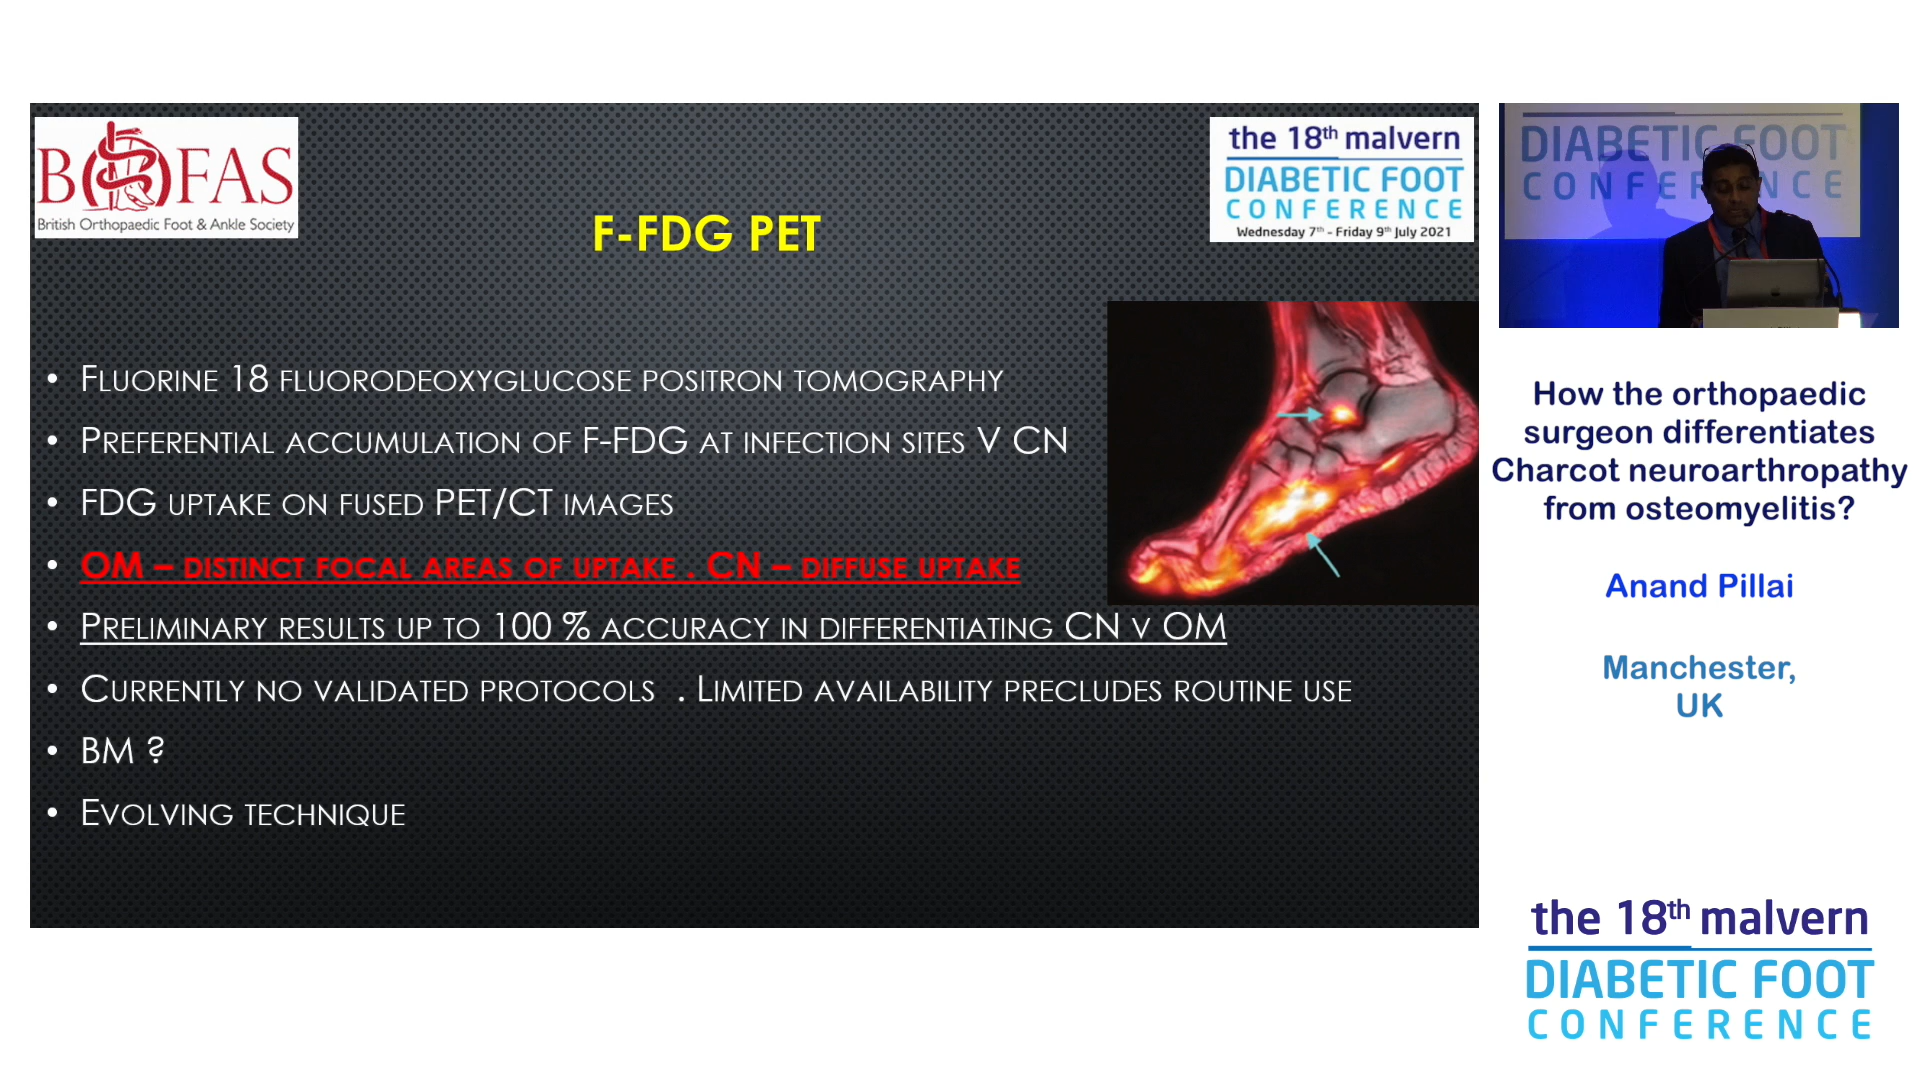 BOFAS
British Orthopaedic Foot & Ankle Society
F-FDG PET
the 18th malvern
DIABETIC FOOT
CONFERENCE
Wednesday 7th - Friday 9th July 2021
• Fluorine 18 fluorodeoxyglucose positron tomography
• Preferential accumulation of F-FDG at infection sites V CN
• FDG uptake on fused PET/CT images
• OM – distinct focal areas of uptake . CN – diffuse uptake
• Preliminary results up to 100 % accuracy in differentiating CN v OM
• Currently no validated protocols . Limited availability precludes routine use
• BM ?
• Evolving technique
DIABETIC FOOT
CONFERENCE
How the orthopaedic
surgeon differentiates
Charcot neuroarthropathy
from osteomyelitis?
Anand Pillai
Manchester,
UK
the 18th malvern
DIABETIC FOOT
CONFERENCE